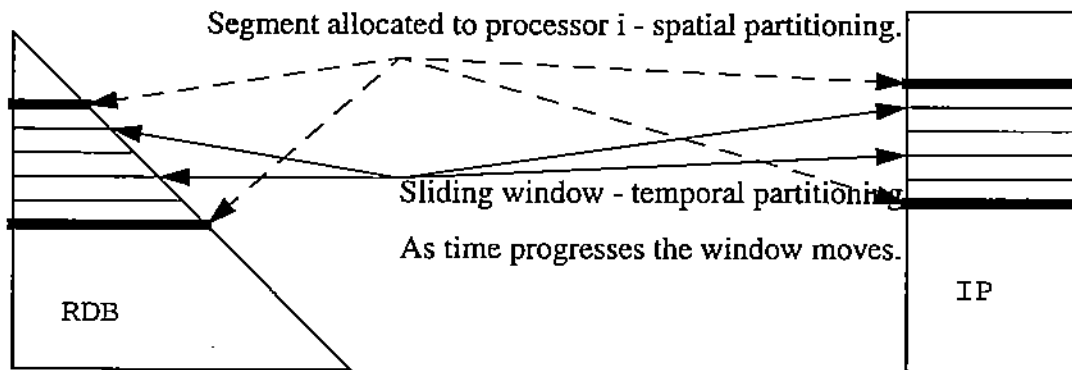 Segment allocated to processor i - spatial partitioning.
Sliding window - temporal partitioning
As time progresses the window moves.
RDB
IP